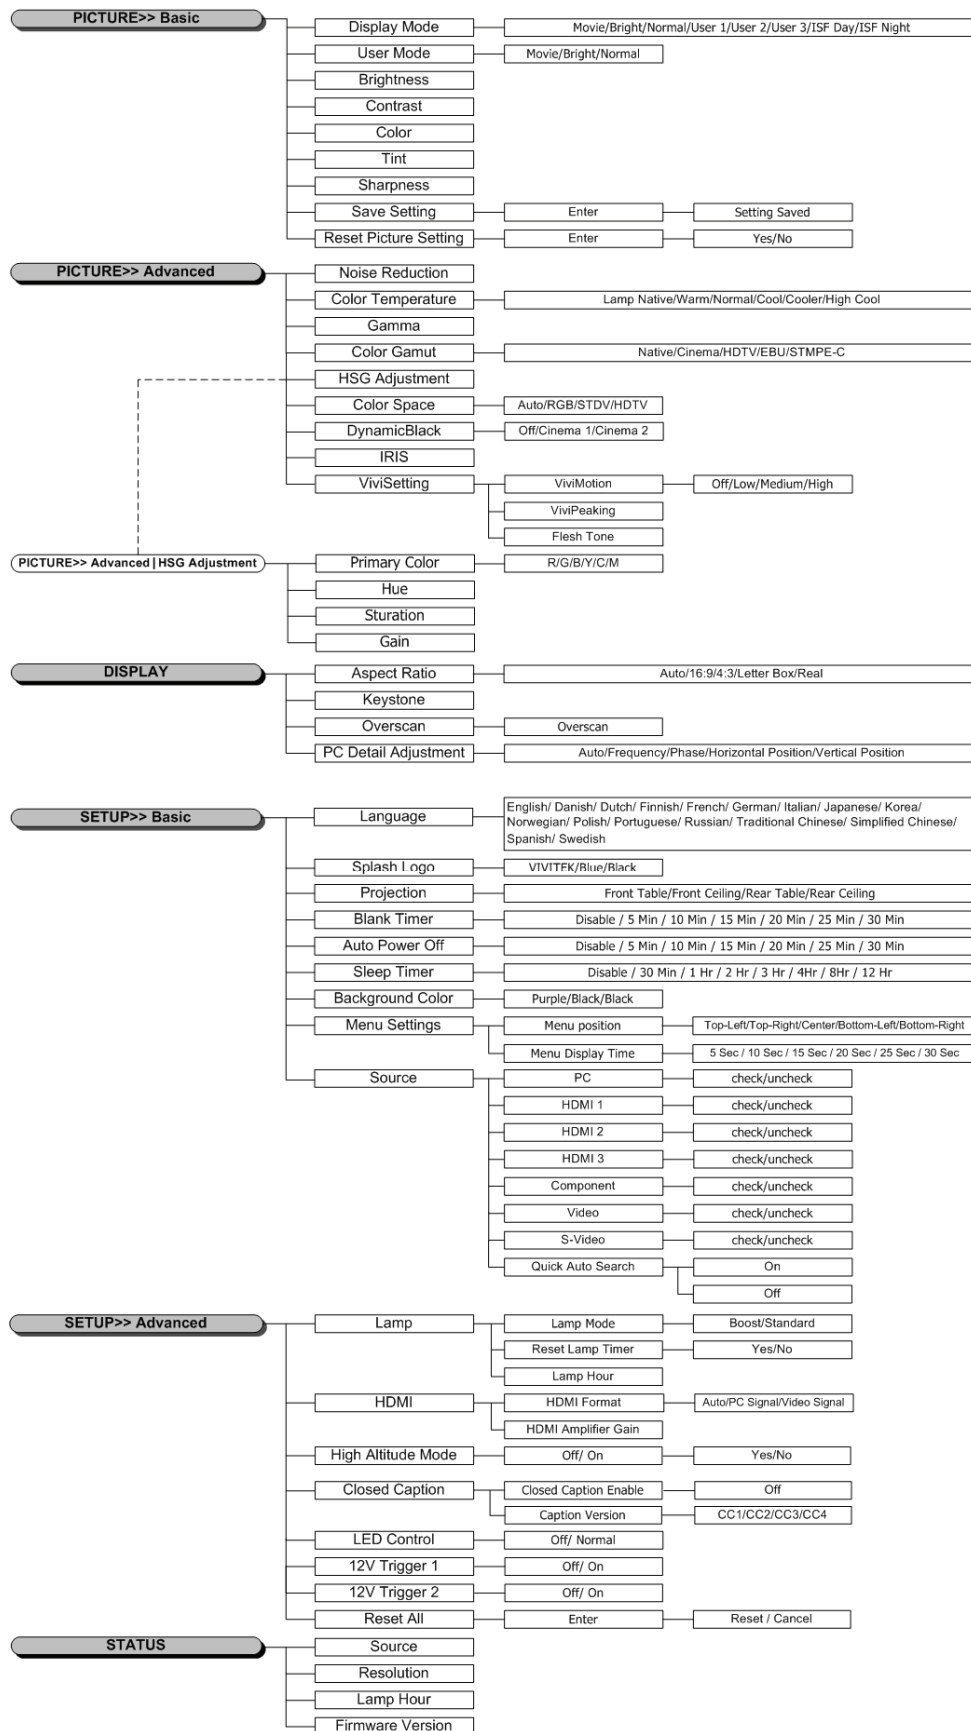 PICTURE>> Basic
Display Mode
Movie/Bright/Normal/User 1/User 2/User 3/ISF Day/ISF Night
User Mode
Movie/Bright/Normal
Brightness
Contrast
Color
Tint
Sharpness
Save Setting
Enter
Setting Saved
Reset Picture Setting
Enter
Yes/No
PICTURE>> Advanced
Noise Reduction
Color Temperature
Lamp Native/Warm/Normal/Cool/Cooler/High Cool
Gamma
Color Gamut
Native/Cinema/HDTV/EBU/STMPE-C
HSG Adjustment
Color Space
Auto/RGB/STDV/HDTV
DynamicBlack
Off/Cinema 1/Cinema 2
IRIS
ViviSetting
ViviMotion
Off/Low/Medium/High
ViviPeaking
Flesh Tone
PICTURE>> Advanced | HSG Adjustment
Primary Color
R/G/B/Y/C/M
Hue
Sturation
Gain
DISPLAY
Aspect Ratio
Auto/16:9/4:3/Letter Box/Real
Keystone
Overscan
Overscan
PC Detail Adjustment
Auto/Frequency/Phase/Horizontal Position/Vertical Position
SETUP>> Basic
Language
English/ Danish/ Dutch/ Finnish/ French/ German/ Italian/ Japanese/ Korea/
Norwegian/ Polish/ Portuguese/ Russian/ Traditional Chinese/ Simplified Chinese/
Spanish/ Swedish
Splash Logo
VIVITEK/Blue/Black
Projection
Front Table/Front Ceiling/Rear Table/Rear Ceiling
Blank Timer
Disable / 5 Min / 10 Min / 15 Min / 20 Min / 25 Min / 30 Min
Auto Power Off
Disable / 5 Min / 10 Min / 15 Min / 20 Min / 25 Min / 30 Min
Sleep Timer
Disable / 30 Min / 1 Hr / 2 Hr / 3 Hr / 4Hr / 8Hr / 12 Hr
Background Color
Purple/Black/Black
Menu Settings
Menu position
Top-Left/Top-Right/Center/Bottom-Left/Bottom-Right
Menu Display Time
5 Sec / 10 Sec / 15 Sec / 20 Sec / 25 Sec / 30 Sec
Source
PC
check/uncheck
HDMI 1
check/uncheck
HDMI 2
check/uncheck
HDMI 3
check/uncheck
Component
check/uncheck
Video
check/uncheck
S-Video
check/uncheck
Quick Auto Search
On
Off
SETUP>> Advanced
Lamp
Lamp Mode
Boost/Standard
Reset Lamp Timer
Yes/No
Lamp Hour
HDMI
HDMI Format
Auto/PC Signal/Video Signal
HDMI Amplifier Gain
High Altitude Mode
Off/ On
Yes/No
Closed Caption
Closed Caption Enable
Off
Caption Version
CC1/CC2/CC3/CC4
LED Control
Off/ Normal
12V Trigger 1
Off/ On
12V Trigger 2
Off/ On
Reset All
Enter
Reset / Cancel
STATUS
Source
Resolution
Lamp Hour
Firmware Version